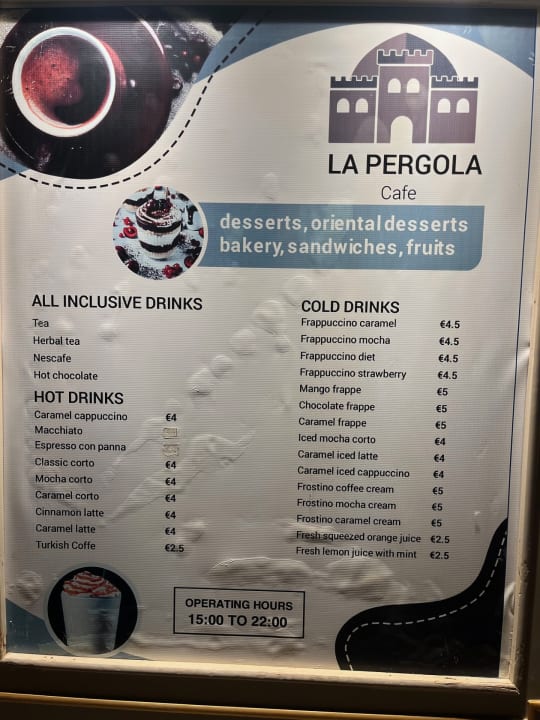 LA PERGOLA
Cafe
desserts, oriental desserts
bakery, sandwiches, fruits
ALL INCLUSIVE DRINKS
Tea
Herbal tea
Nescafe
Hot chocolate
HOT DRINKS
Caramel cappuccino €4
Macchiato
Espresso con panna
Classic corto €4
Mocha corto €4
Caramel corto €4
Cinnamon latte €4
Caramel latte €4
Turkish Coffe €2.5
COLD DRINKS
Frappuccino caramel €4.5
Frappuccino mocha €4.5
Frappuccino diet €4.5
Frappuccino strawberry €4.5
Mango frappe €5
Chocolate frappe €5
Caramel frappe €5
Iced mocha corto €4
Caramel iced latte €4
Caramel iced cappuccino €4
Frostino coffee cream €5
Frostino mocha cream €5
Frostino caramel cream €5
Fresh squeezed orange juice €2.5
Fresh lemon juice with mint €2.5
OPERATING HOURS
15:00 TO 22:00